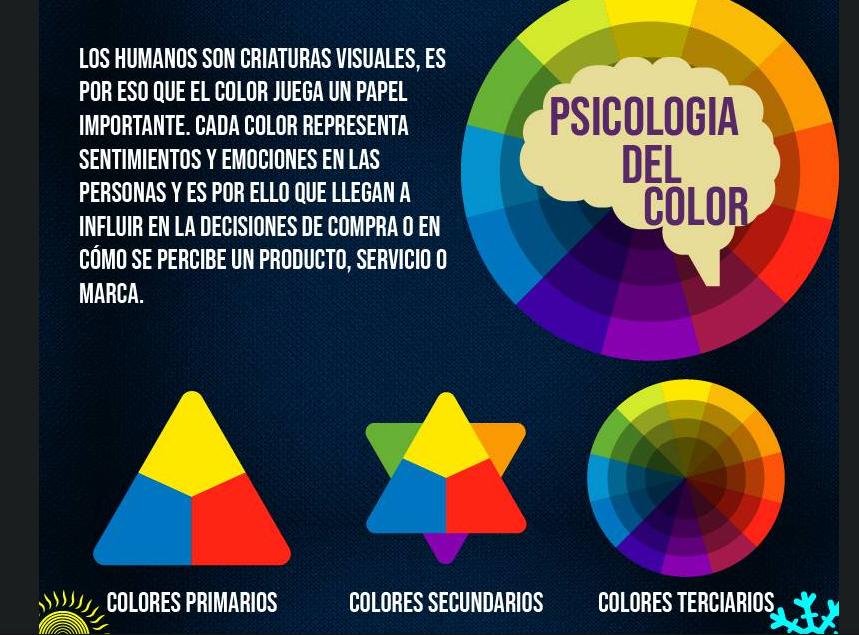 LOS HUMANOS SON CRIATURAS VISUALES, ES
POR ESO QUE EL COLOR JUEGA UN PAPEL
IMPORTANTE. CADA COLOR REPRESENTA
SENTIMIENTOS Y EMOCIONES EN LAS
PERSONAS Y ES POR ELLO QUE LLEGAN A
INFLUIR EN LA DECISIONES DE COMPRA O EN
CÓMO SE PERCIBE UN PRODUCTO, SERVICIO O
MARCA.
PSICOLOGIA
DEL
COLOR
COLORES PRIMARIOS
COLORES SECUNDARIOS
COLORES TERCIARIOS